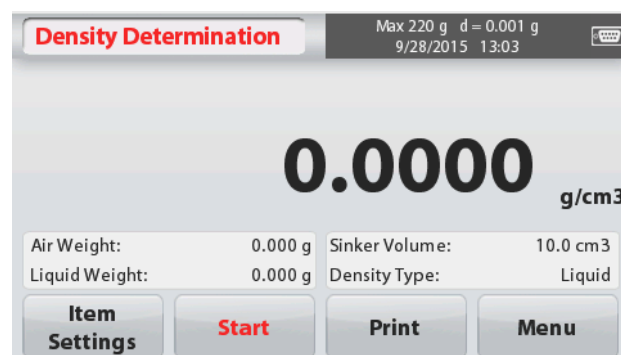 Density Determination
Max 220 g d = 0.001 g
9/28/2015 13:03
0.0000
g/cm3
Air Weight: 0.000 g
Sinker Volume: 10.0 cm3
Liquid Weight: 0.000 g
Density Type: Liquid
Item
Settings
Start
Print
Menu